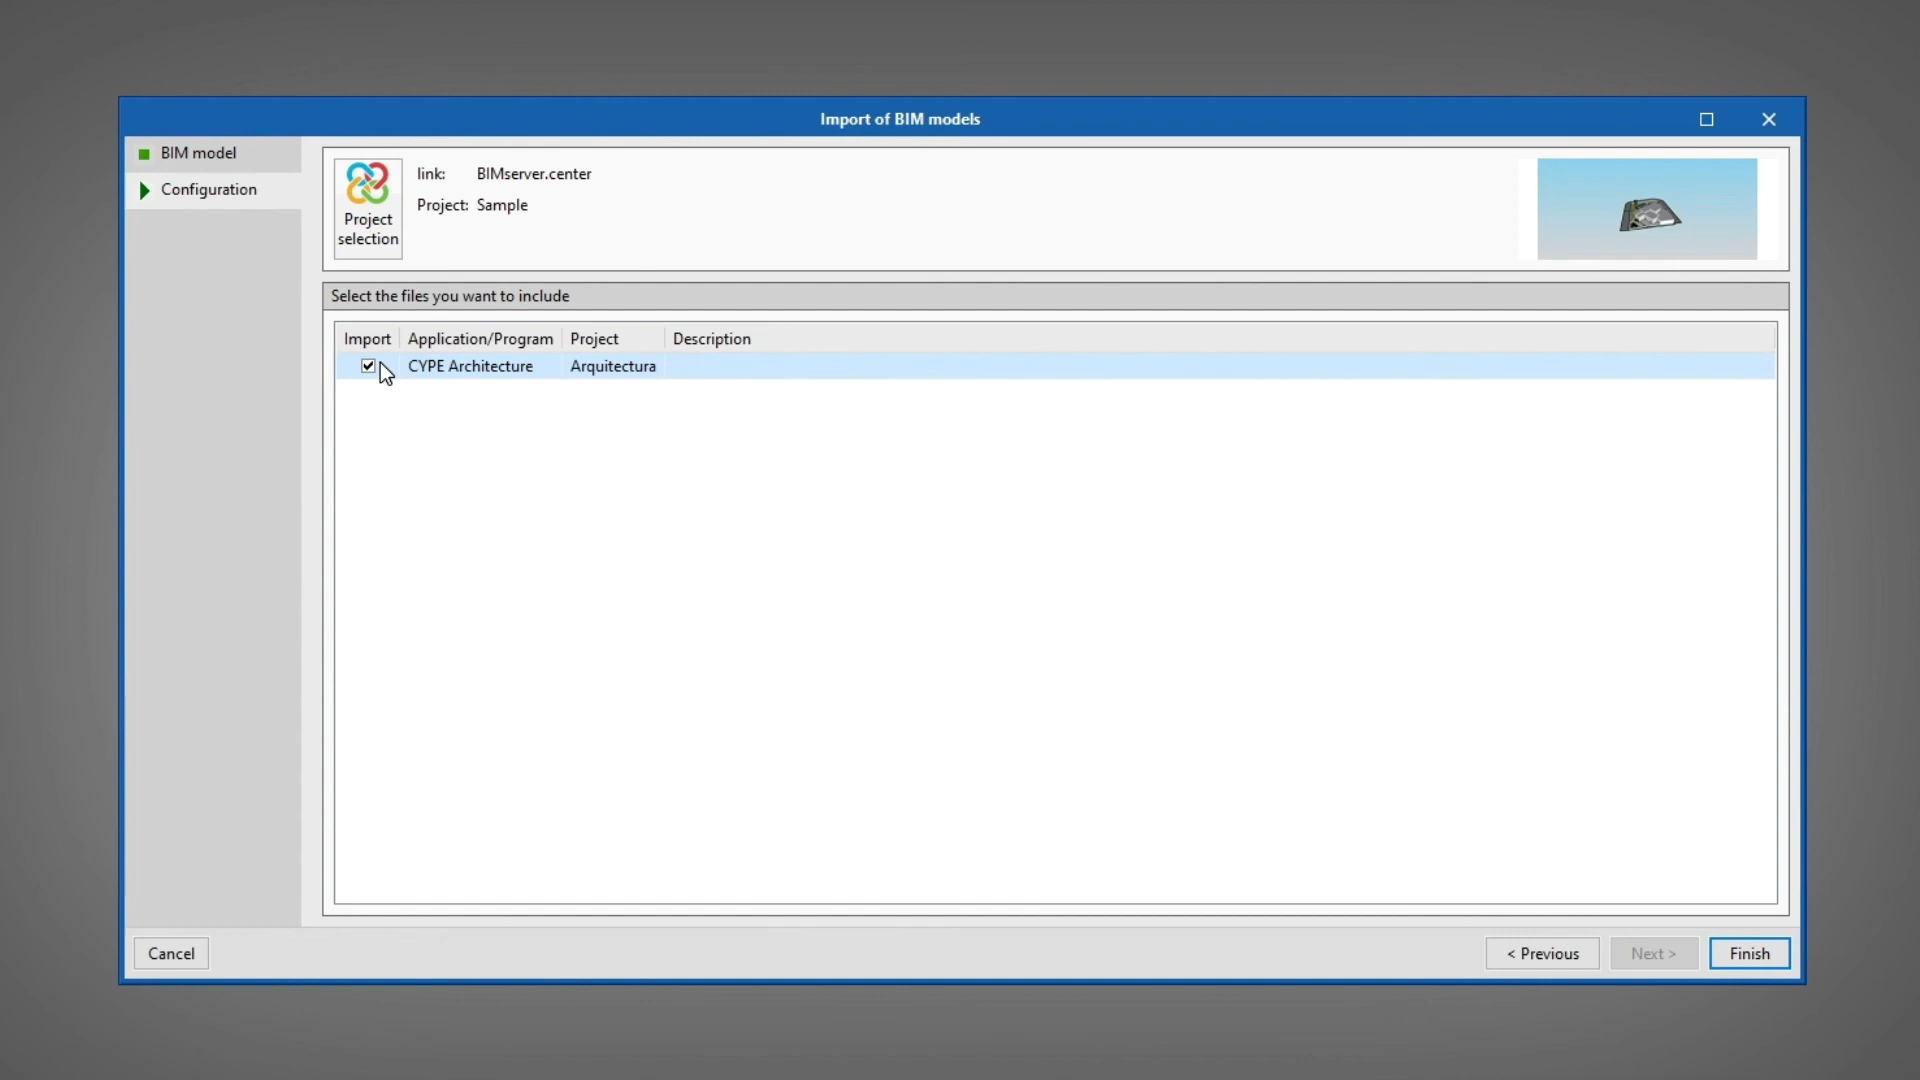 Import of BIM models
BIM model
Configuration
Project
selection
link: BIMserver.center
Project: Sample
Select the files you want to include
Import Application/Program Project Description
CYPE Architecture Arquitectura
Cancel
< Previous
Next >
Finish